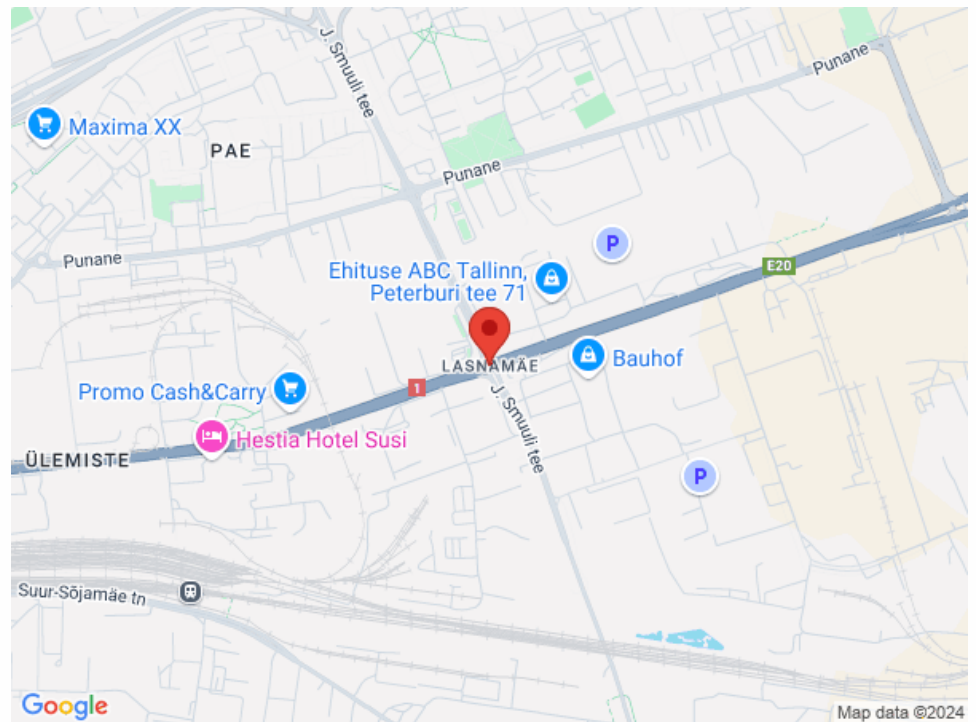 J. Smuuli tee
Punane
Maxima XX
PAE
Punane
Punane
P
Ehituse ABC Tallinn,
Peterburi tee 71
E20
LASNAMÄE
Bauhof
1
Promo Cash&Carry
J. Smuuli tee
Hestia Hotel Susi
ÜLEMISTE
P
Suur-Sõjamäe tn
Google
Map data ©2024